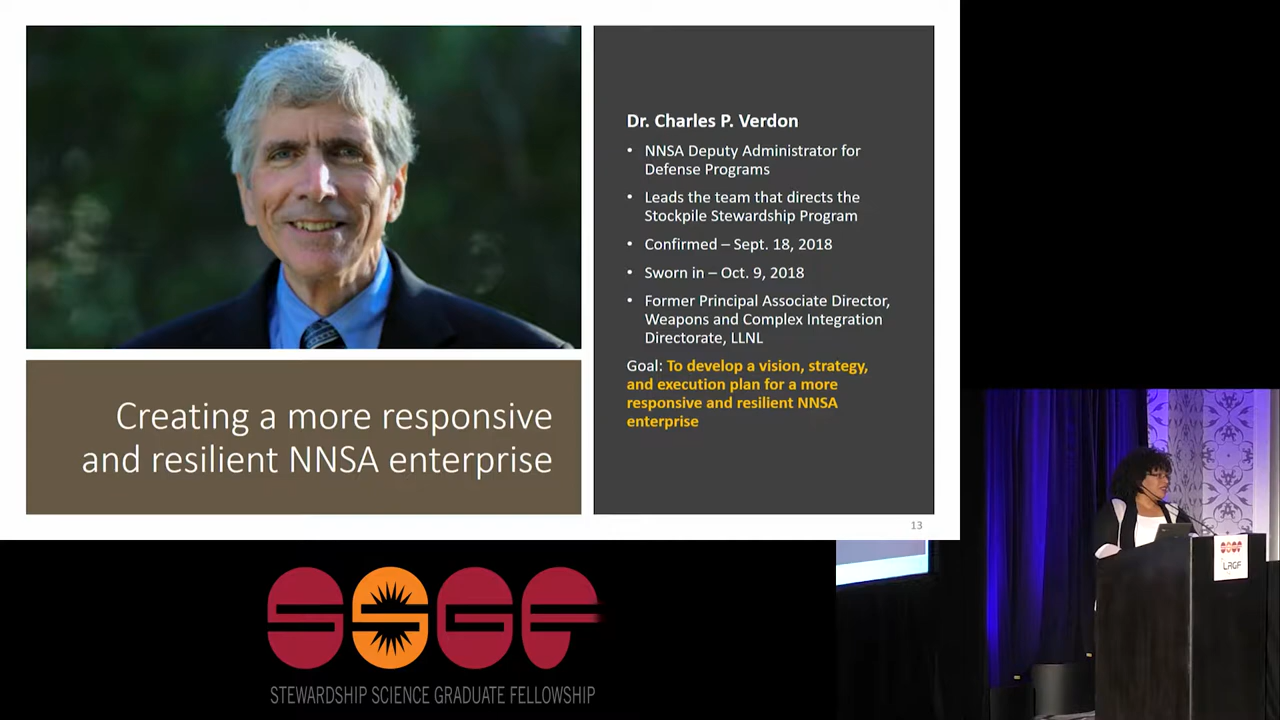 Dr. Charles P. Verdon
• NNSA Deputy Administrator for
Defense Programs
• Leads the team that directs the
Stockpile Stewardship Program
• Confirmed – Sept. 18, 2018
• Sworn in – Oct. 9, 2018
• Former Principal Associate Director,
Weapons and Complex Integration
Directorate, LLNL
Goal: To develop a vision, strategy,
and execution plan for a more
responsive and resilient NNSA
enterprise
Creating a more responsive
and resilient NNSA enterprise
13
SSGF
STEWARDSHIP SCIENCE GRADUATE FELLOWSHIP
SSGF
LRGF